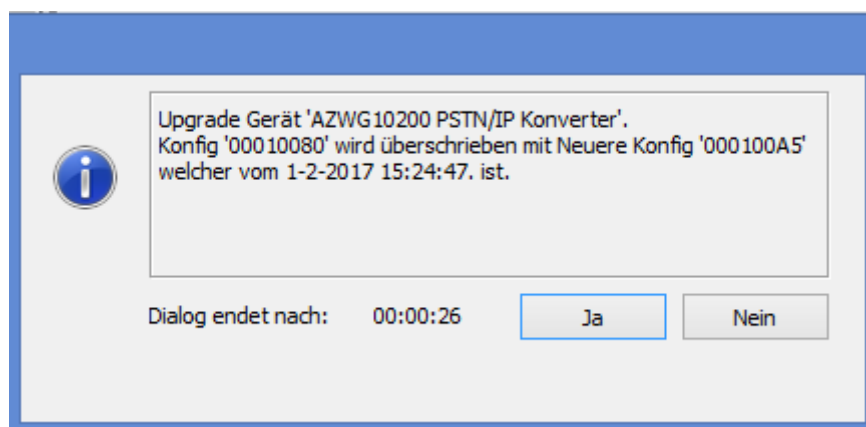 Upgrade Gerät 'AZWG10200 PSTN/IP Konverter'.
Konfig '00010080' wird überschrieben mit Neuere Konfig '000100A5'
welcher vom 1-2-2017 15:24:47. ist.
Dialog endet nach: 00:00:26 Ja Nein